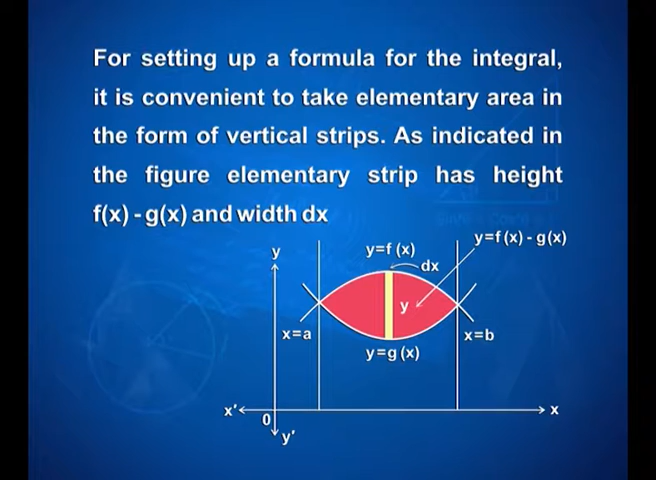 For setting up a formula for the integral,
it is convenient to take elementary area in
the form of vertical strips. As indicated in
the figure elementary strip has height
f(x) - g(x) and width dx
y
y=f (x)
y=f (x) - g(x)
dx
y
x=a
x=b
y=g (x)
x'
x
0
y'